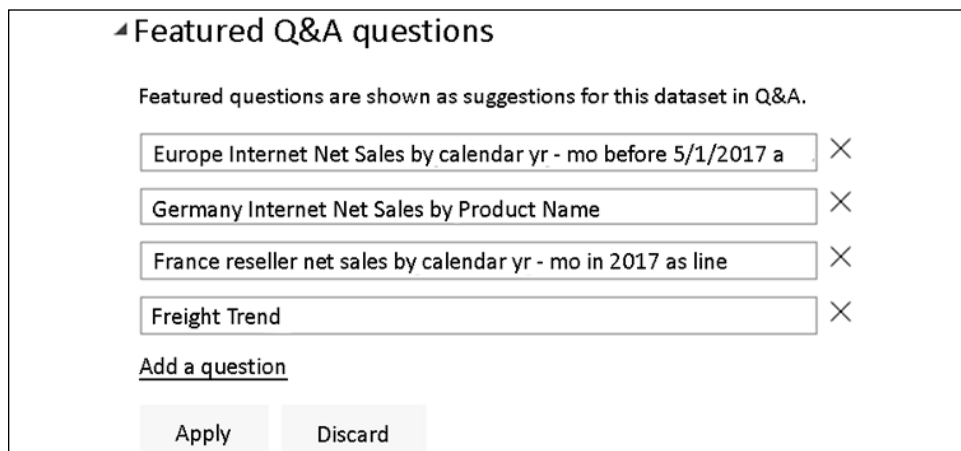 Featured Q&A questions
Featured questions are shown as suggestions for this dataset in Q&A.
Europe Internet Net Sales by calendar yr - mo before 5/1/2017 a
Germany Internet Net Sales by Product Name
France reseller net sales by calendar yr - mo in 2017 as line
Freight Trend
Add a question
Apply Discard